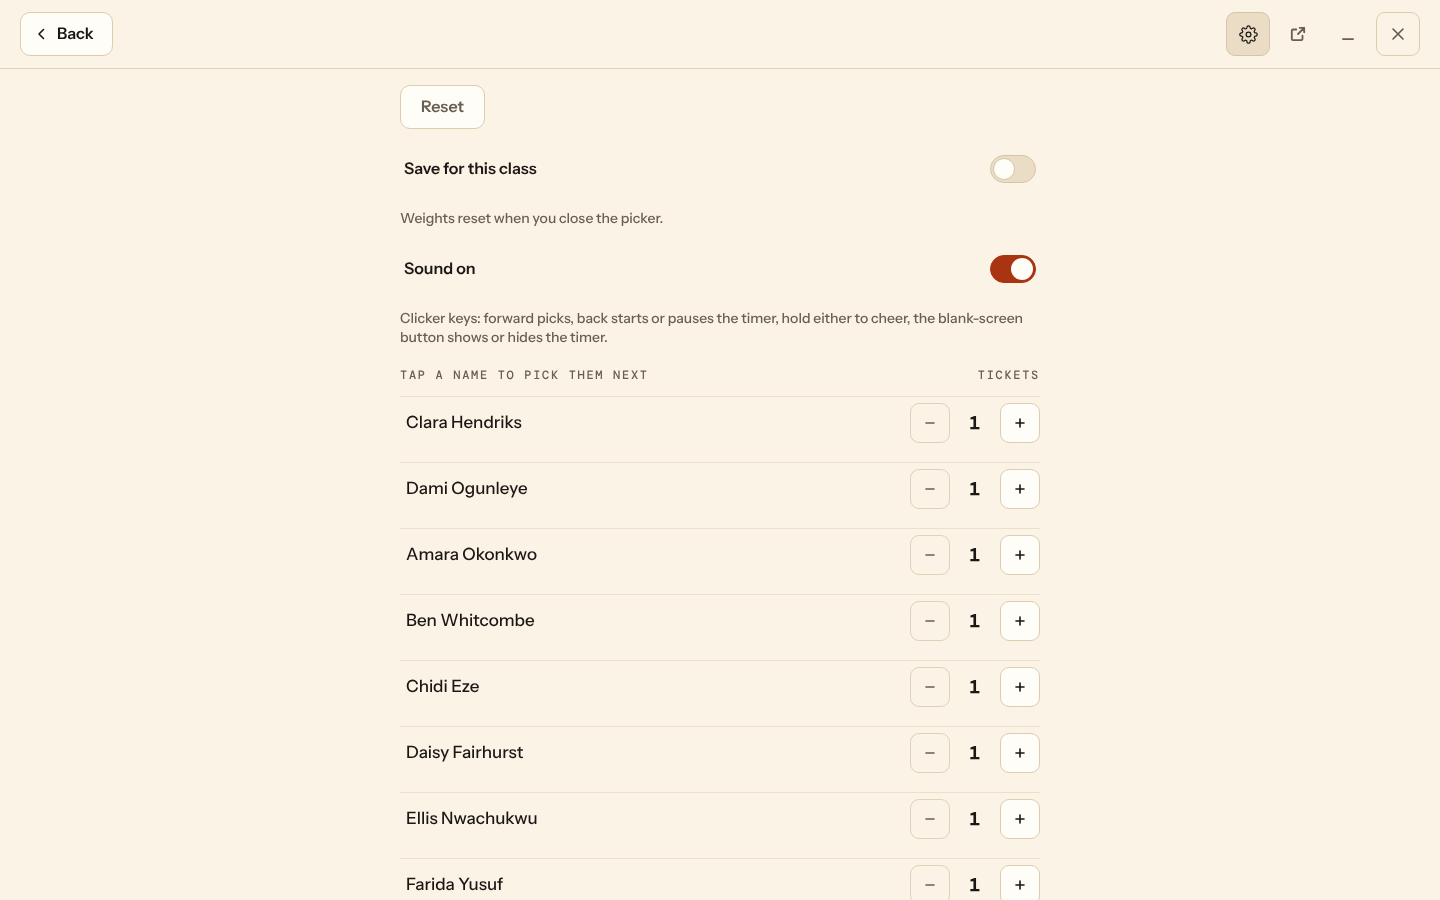 Back
Reset
Save for this class
Weights reset when you close the picker.
Sound on
Clicker keys: forward picks, back starts or pauses the timer, hold either to cheer, the blank-screen
button shows or hides the timer.
TAP A NAME TO PICK THEM NEXT TICKETS
Clara Hendriks − 1 +
Dami Ogunleye − 1 +
Amara Okonkwo − 1 +
Ben Whitcombe − 1 +
Chidi Eze − 1 +
Daisy Fairhurst − 1 +
Ellis Nwachukwu − 1 +
Farida Yusuf − 1 +